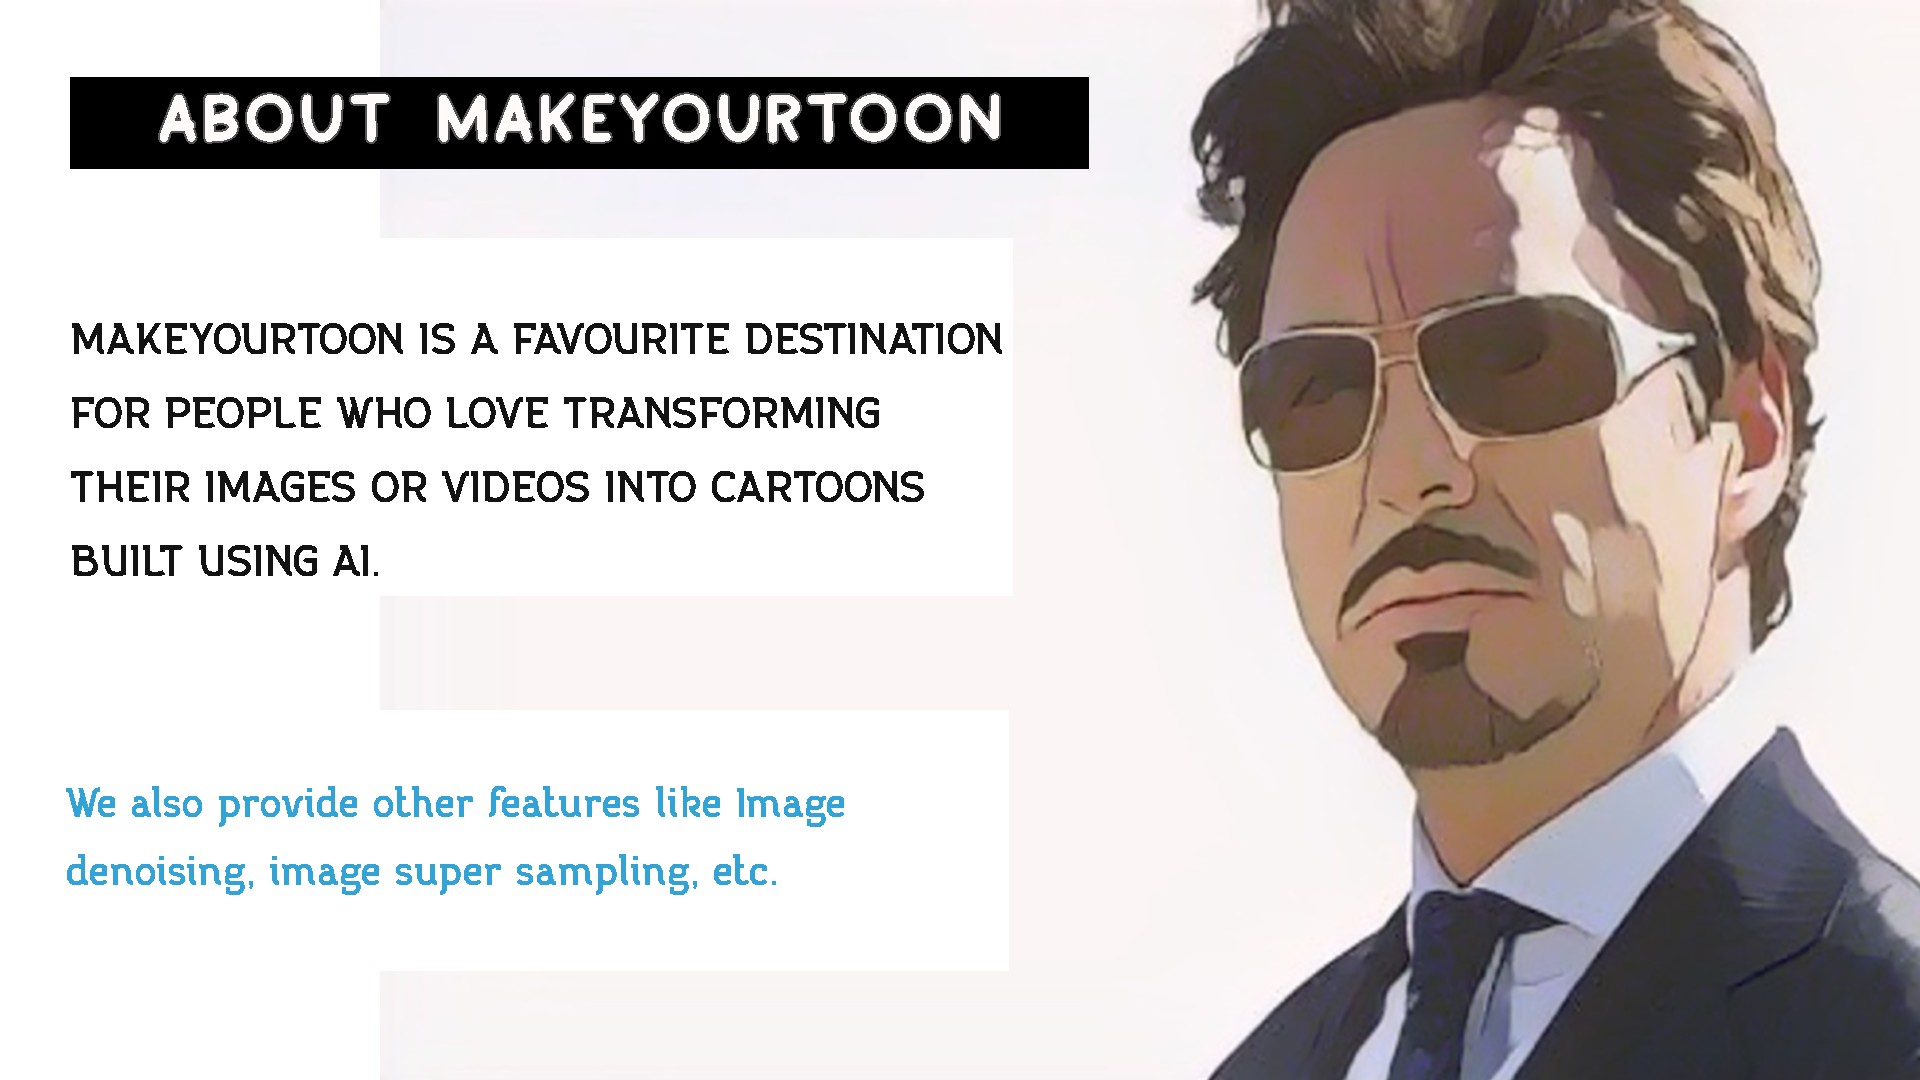 ABOUT MAKEYOURTOON
MAKEYOURTOON IS A FAVOURITE DESTINATION
FOR PEOPLE WHO LOVE TRANSFORMING
THEIR IMAGES OR VIDEOS INTO CARTOONS
BUILT USING AI.
We also provide other features like Image
denoising, image super sampling, etc.